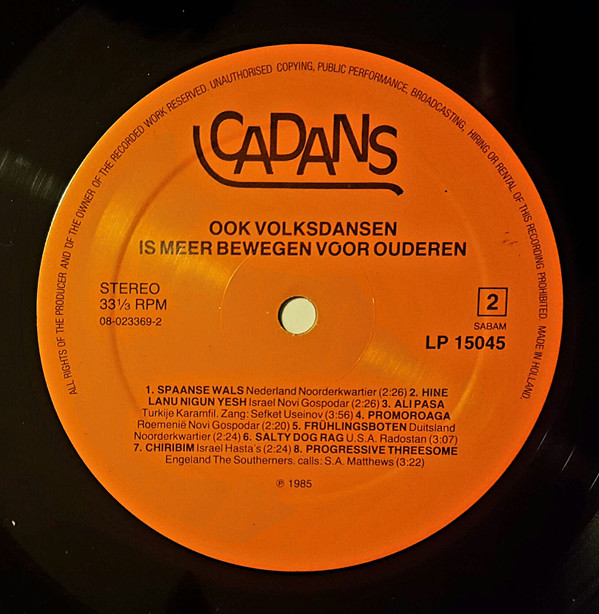 ALL RIGHTS OF THE PRODUCER AND OF THE OWNER OF THE RECORDED WORK RESERVED. UNAUTHORISED COPYING, PUBLIC PERFORMANCE, BROADCASTING, HIRING OR RENTAL OF THIS RECORDING PROHIBITED. MADE IN HOLLAND.
CADANS
OOK VOLKSDANSEN
IS MEER BEWEGEN VOOR OUDEREN
STEREO
33 1/3 RPM
08-023369-2
2
SABAM
LP 15045
1. SPAANSE WALS Nederland Noorderkwartier (2:26) 2. HINE
LANU NIGUN YESH Israel Novi Gospodar (2:26) 3. ALI PASA
Turkije Karamfil. Zang: Sefket Useinov (3:56) 4. PROMOROAGA
Roemenië Novi Gospodar (2:20) 5. FRÜHLINGSBOTEN Duitsland
Noorderkwartier (2:24) 6. SALTY DOG RAG U.S.A. Radostan (3:07)
7. CHIRIBIM Israel Hasta's (2:24) 8. PROGRESSIVE THREESOME
Engeland The Southerners. calls: S.A. Matthews (3:22)
℗ 1985